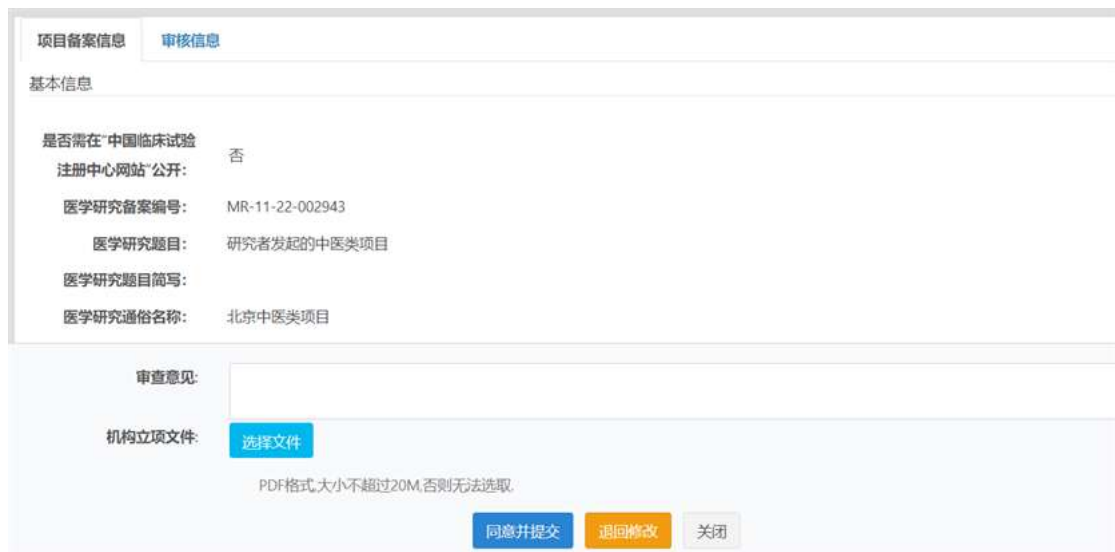 项目备案信息 审核信息
基本信息
是否需在“中国临床试验
注册中心网站”公开： 否
医学研究备案编号： MR-11-22-002943
医学研究题目： 研究者发起的中医类项目
医学研究题目简写：
医学研究通俗名称： 北京中医类项目
审查意见:
机构立项文件: 选择文件
PDF格式,大小不超过20M,否则无法选取.
同意并提交 退回修改 关闭